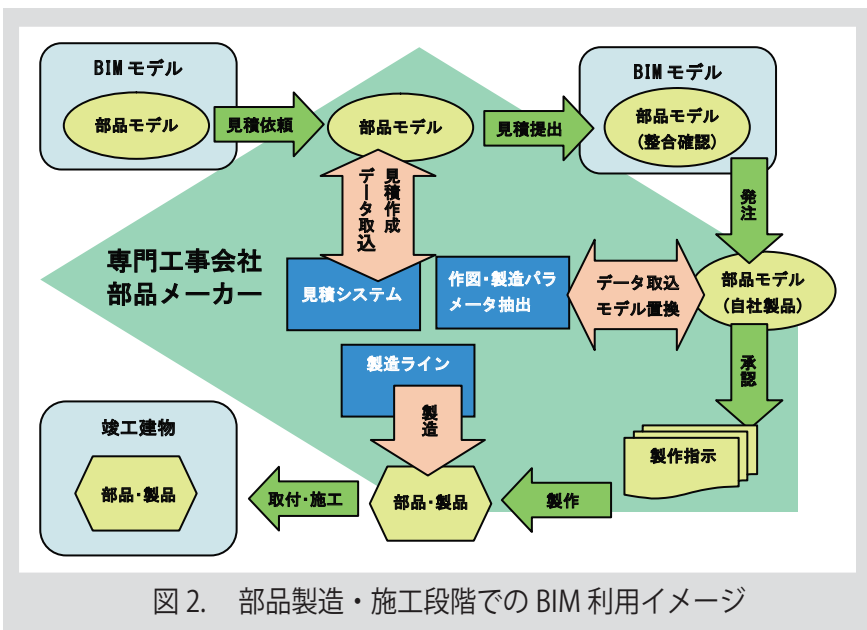 BIMモデル
部品モデル
見積依頼
部品モデル
見積提出
BIMモデル
部品モデル
(整合確認)
発注
見積作成
データ取込
専門工事会社
部品メーカー
見積システム
作図・製造パラ
メータ抽出
データ取込
モデル置換
部品モデル
(自社製品)
承認
製造ライン
製造
製作指示
竣工建物
部品・製品
取付・施工
部品・製品
製作
図 2. 部品製造・施工段階での BIM 利用イメージ